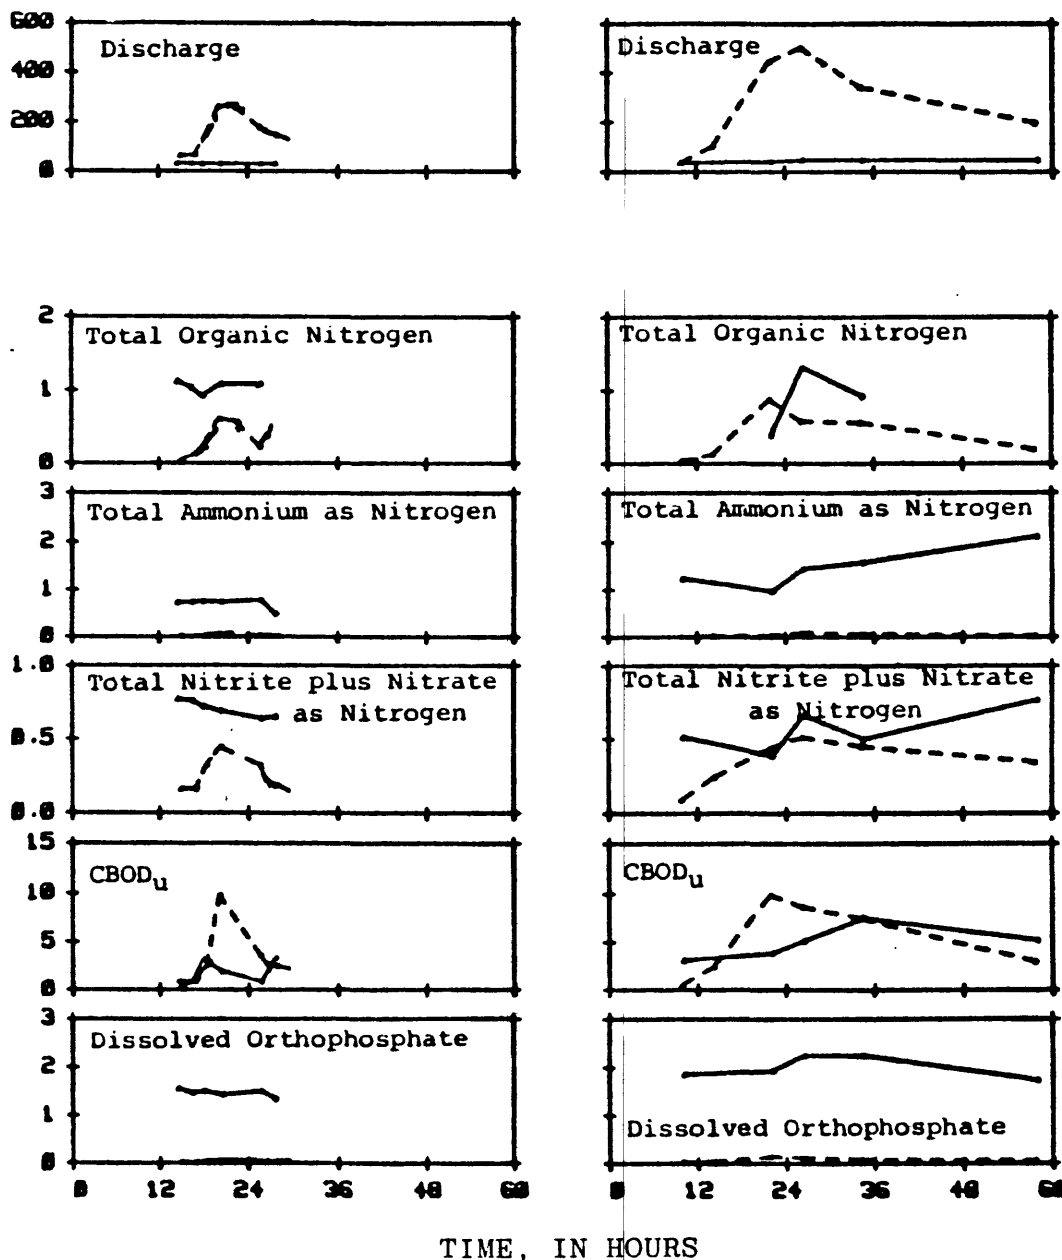 600
Discharge
400
200
0
Discharge
2
Total Organic Nitrogen
1
0
Total Organic Nitrogen
3
Total Ammonium as Nitrogen
2
1
0
Total Ammonium as Nitrogen
1.0
Total Nitrite plus Nitrate
as Nitrogen
0.5
0.0
Total Nitrite plus Nitrate
as Nitrogen
15
CBODu
10
5
0
CBODu
3
Dissolved Orthophosphate
2
1
0
Dissolved Orthophosphate
0 12 24 36 48 60
0 12 24 36 48 60
TIME, IN HOURS